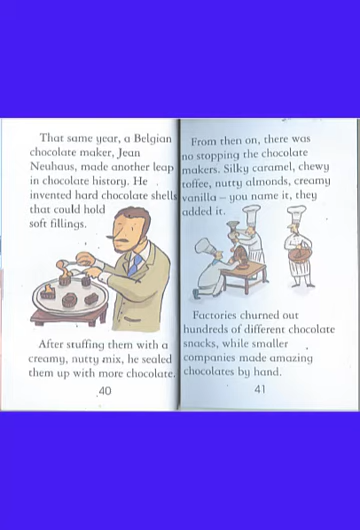 That same year, a Belgian
chocolate maker, Jean
Neuhaus, made another leap
in chocolate history. He
invented hard chocolate shells
that could hold
soft fillings.
After stuffing them with a
creamy, nutty mix, he sealed
them up with more chocolate.
40
From then on, there was
no stopping the chocolate
makers. Silky caramel, chewy
toffee, nutty almonds, creamy
vanilla – you name it, they
added it.
Factories churned out
hundreds of different chocolate
snacks, while smaller
companies made amazing
chocolates by hand.
41